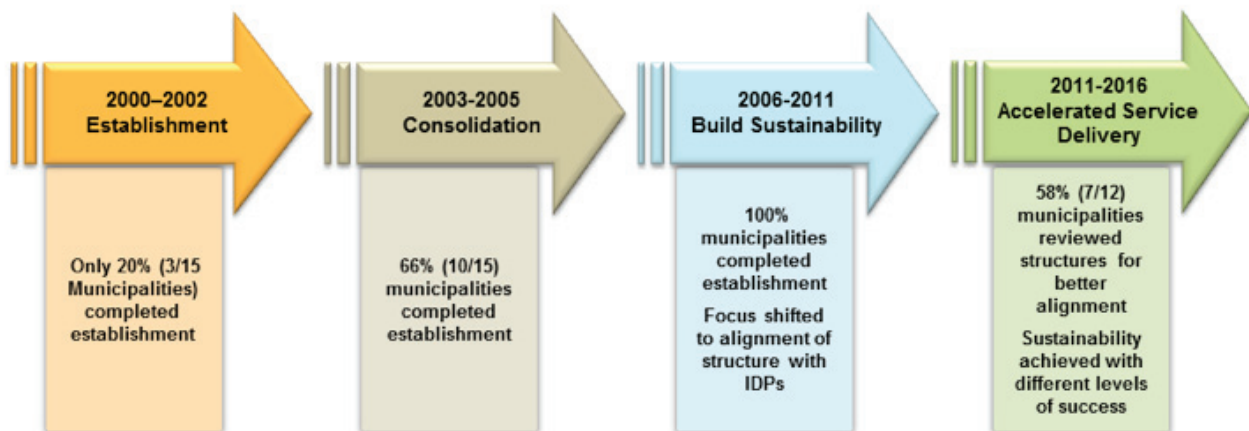 2000–2002
Establishment
Only 20% (3/15
Municipalities)
completed
establishment
2003-2005
Consolidation
66% (10/15)
municipalities
completed
establishment
2006-2011
Build Sustainability
100%
municipalities
completed
establishment
Focus shifted
to alignment of
structure with
IDPs
2011-2016
Accelerated Service
Delivery
58% (7/12)
municipalities
reviewed
structures for
better
alignment
Sustainability
achieved with
different levels
of success